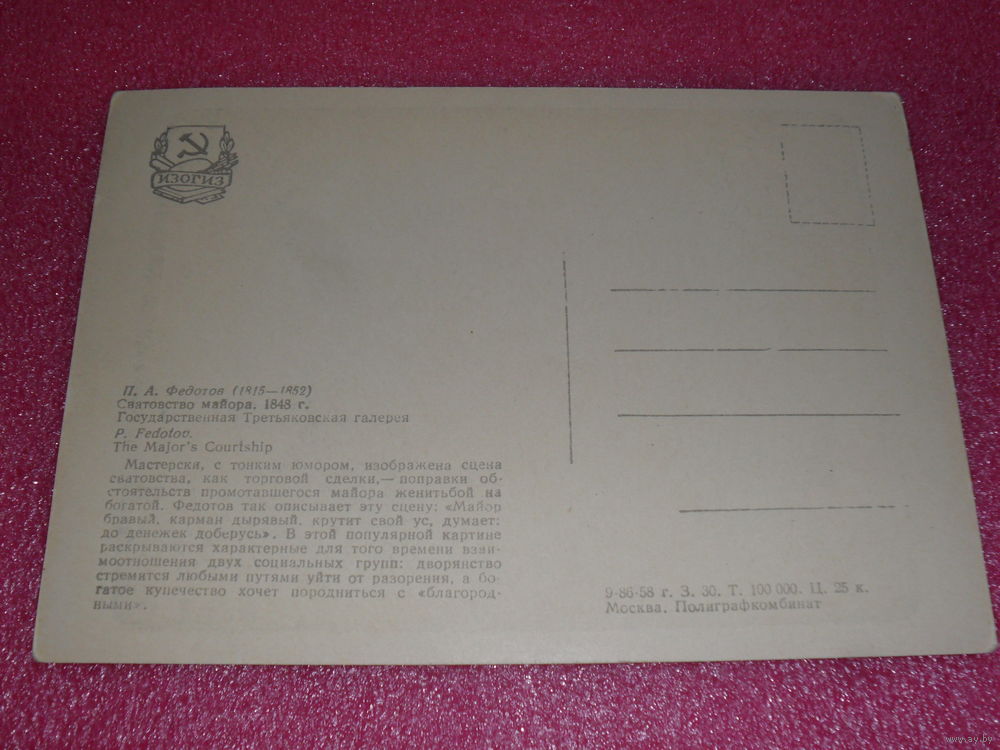 ИЗОГИЗ
П. А. Федотов (1815—1852)
Сватовство майора. 1848 г.
Государственная Третьяковская галерея
P. Fedotov.
The Major's Courtship
Мастерски, с тонким юмором, изображена сцена
сватовства, как торговой сделки,— поправки об-
стоятельств промотавшегося майора женитьбой на
богатой. Федотов так описывает эту сцену: «Майор
бравый, карман дырявый, крутит свой ус, думает:
до денежек доберусь». В этой популярной картине
раскрываются характерные для того времени взаи-
моотношения двух социальных групп: дворянство
стремится любыми путями уйти от разорения, а бо-
гатое купечество хочет породниться с «благород-
ными».
9-86-58 г. З. 30. Т. 100 000. Ц. 25 к.
Москва. Полиграфкомбинат
www.ay.by